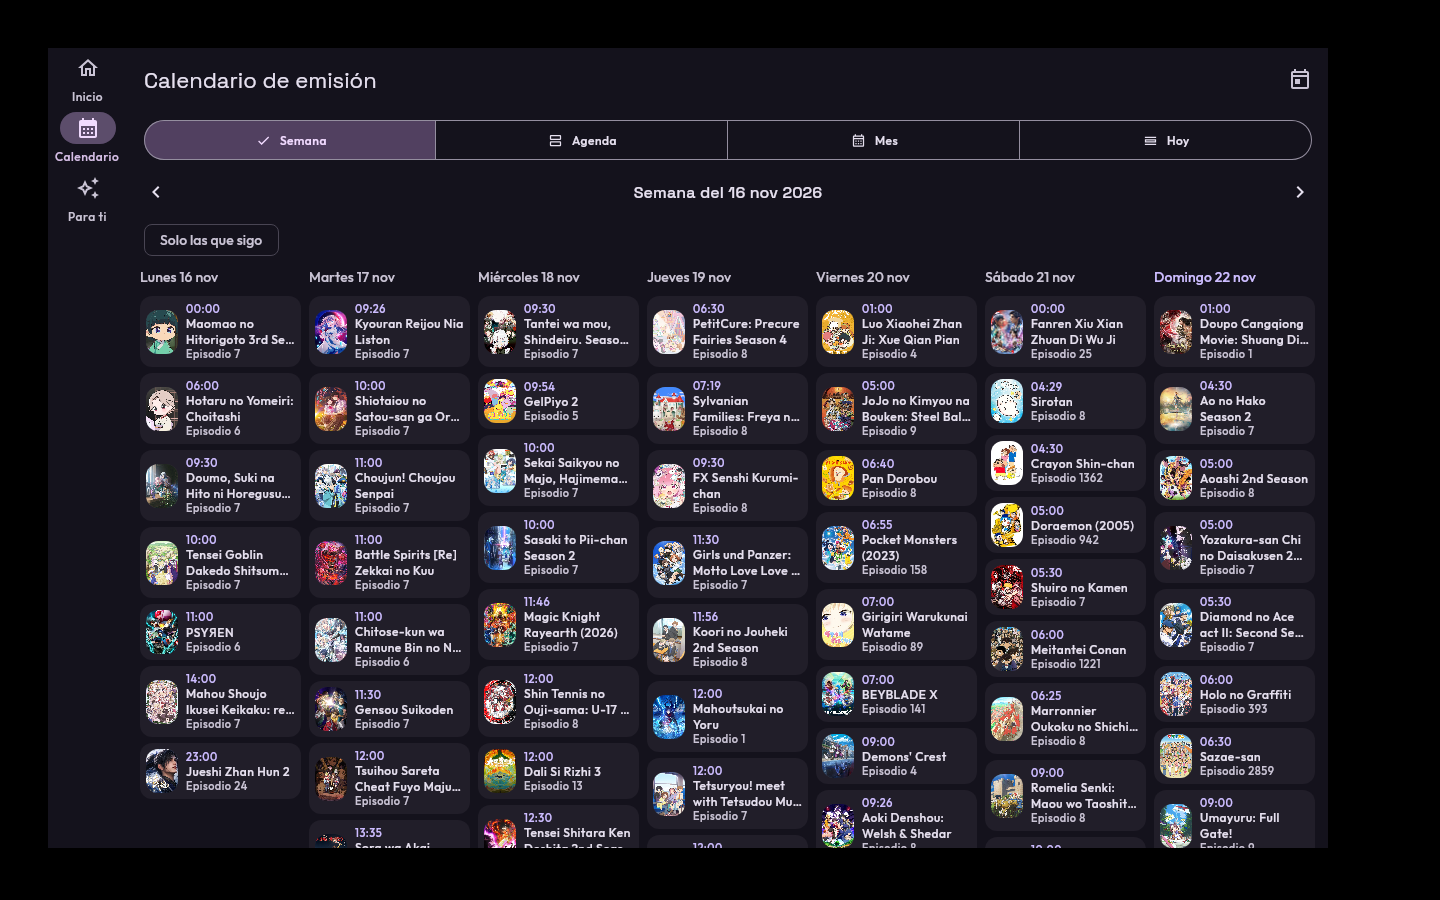 Inicio
Calendario
Para ti
Calendario de emisión
Semana
Agenda
Mes
Hoy
Semana del 16 nov 2026
Solo las que sigo
Lunes 16 nov
00:00
Maomao no
Hitorigoto 3rd Se...
Episodio 7
06:00
Hotaru no Yomeiri:
Choitashi
Episodio 6
09:30
Doumo, Suki na
Hito ni Horegusu...
Episodio 7
10:00
Tensei Goblin
Dakedo Shitsum...
Episodio 7
11:00
PSYЯEN
Episodio 6
14:00
Mahou Shoujo
Ikusei Keikaku: re...
Episodio 7
23:00
Jueshi Zhan Hun 2
Episodio 24
Martes 17 nov
09:26
Kyouran Reijou Nia
Liston
Episodio 7
10:00
Shiotaiou no
Satou-san ga Or...
Episodio 7
11:00
Choujun! Choujou
Senpai
Episodio 7
11:00
Battle Spirits [Re]
Zekkai no Kuu
Episodio 7
11:00
Chitose-kun wa
Ramune Bin no N...
Episodio 6
11:30
Gensou Suikoden
Episodio 7
12:00
Tsuihou Sareta
Cheat Fuyo Maju...
Episodio 7
13:35
Sora wa Akai
Miércoles 18 nov
09:30
Tantei wa mou,
Shindeiru. Seaso...
Episodio 7
09:54
GelPiyo 2
Episodio 5
10:00
Sekai Saikyou no
Majo, Hajimema...
Episodio 7
10:00
Sasaki to Pii-chan
Season 2
Episodio 7
11:46
Magic Knight
Rayearth (2026)
Episodio 7
12:00
Shin Tennis no
Ouji-sama: U-17 ...
Episodio 8
12:00
Dali Si Rizhi 3
Episodio 13
12:30
Tensei Shitara Ken
Deshita 2nd Seas...
Jueves 19 nov
06:30
PetitCure: Precure
Fairies Season 4
Episodio 8
07:19
Sylvanian
Families: Freya n...
Episodio 8
09:30
FX Senshi Kurumi-
chan
Episodio 8
11:30
Girls und Panzer:
Motto Love Love ...
Episodio 7
11:56
Koori no Jouheki
2nd Season
Episodio 8
12:00
Mahoutsukai no
Yoru
Episodio 1
12:00
Tetsuryou! meet
with Tetsudou Mu...
Episodio 7
12:00
Viernes 20 nov
01:00
Luo Xiaohei Zhan
Ji: Xue Qian Pian
Episodio 4
05:00
JoJo no Kimyou na
Bouken: Steel Bal...
Episodio 9
06:40
Pan Dorobou
Episodio 8
06:55
Pocket Monsters
(2023)
Episodio 158
07:00
Girigiri Warukunai
Watame
Episodio 89
07:00
BEYBLADE X
Episodio 141
09:00
Demons' Crest
Episodio 4
09:26
Aoki Denshou:
Welsh & Shedar
Episodio 8
Sábado 21 nov
00:00
Fanren Xiu Xian
Zhuan Di Wu Ji
Episodio 25
04:29
Sirotan
Episodio 8
04:30
Crayon Shin-chan
Episodio 1362
05:00
Doraemon (2005)
Episodio 942
05:30
Shuiro no Kamen
Episodio 7
06:00
Meitantei Conan
Episodio 1221
06:25
Marronnier
Oukoku no Shichi...
Episodio 8
09:00
Romelia Senki:
Maou wo Taoshit...
Episodio 8
Domingo 22 nov
01:00
Doupo Cangqiong
Movie: Shuang Di...
Episodio 1
04:30
Ao no Hako
Season 2
Episodio 7
05:00
Aoashi 2nd Season
Episodio 8
05:00
Yozakura-san Chi
no Daisakusen 2...
Episodio 7
05:30
Diamond no Ace
act II: Second Se...
Episodio 7
06:00
Holo no Graffiti
Episodio 393
06:30
Sazae-san
Episodio 2859
09:00
Umayuru: Full
Gate!
Episodio 9